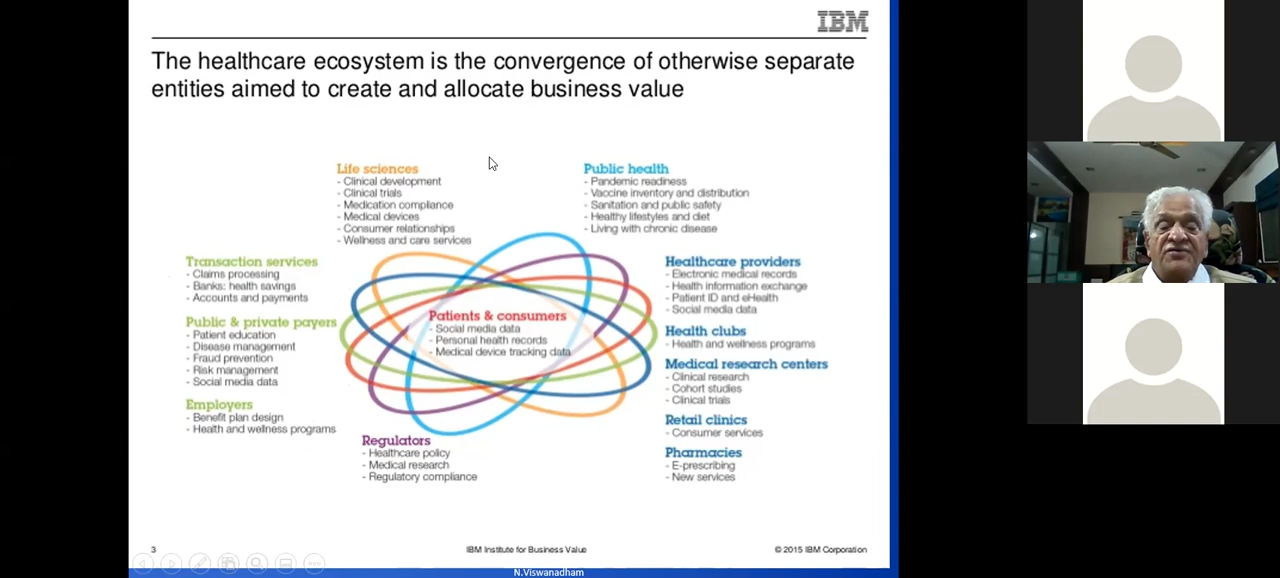 IBM
The healthcare ecosystem is the convergence of otherwise separate
entities aimed to create and allocate business value
Life sciences
- Clinical development
- Clinical trials
- Medication compliance
- Medical devices
- Consumer relationships
- Wellness and care services
Public health
- Pandemic readiness
- Vaccine inventory and distribution
- Sanitation and public safety
- Healthy lifestyles and diet
- Living with chronic disease
Transaction services
- Claims processing
- Banks: health savings
- Accounts and payments
Public & private payers
- Patient education
- Disease management
- Fraud prevention
- Risk management
- Social media data
Employers
- Benefit plan design
- Health and wellness programs
Patients & consumers
- Social media data
- Personal health records
- Medical device tracking data
Healthcare providers
- Electronic medical records
- Health information exchange
- Patient ID and eHealth
- Social media data
Health clubs
- Health and wellness programs
Medical research centers
- Clinical research
- Cohort studies
- Clinical trials
Retail clinics
- Consumer services
Pharmacies
- E-prescribing
- New services
Regulators
- Healthcare policy
- Medical research
- Regulatory compliance
3
IBM Institute for Business Value
© 2015 IBM Corporation
N.Viswanadham